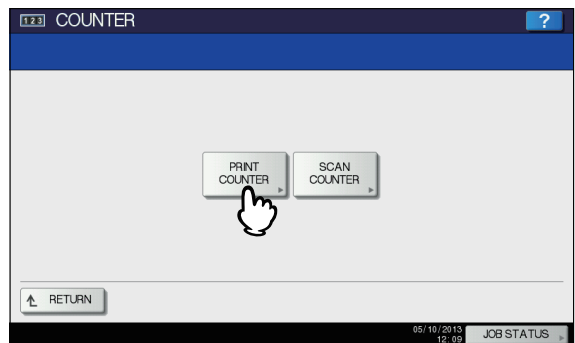 123 COUNTER
?
PRINT
COUNTER
SCAN
COUNTER
RETURN
05/10/2013
12:09
JOB STATUS